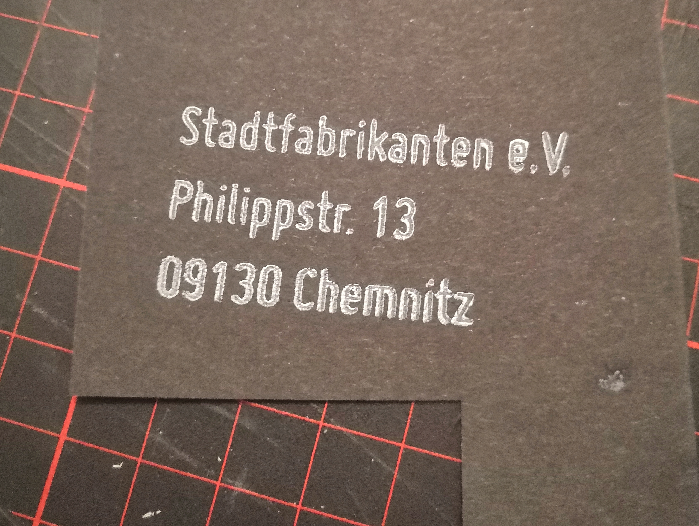 Stadtfabrikanten e.V.
Philippstr. 13
09130 Chemnitz